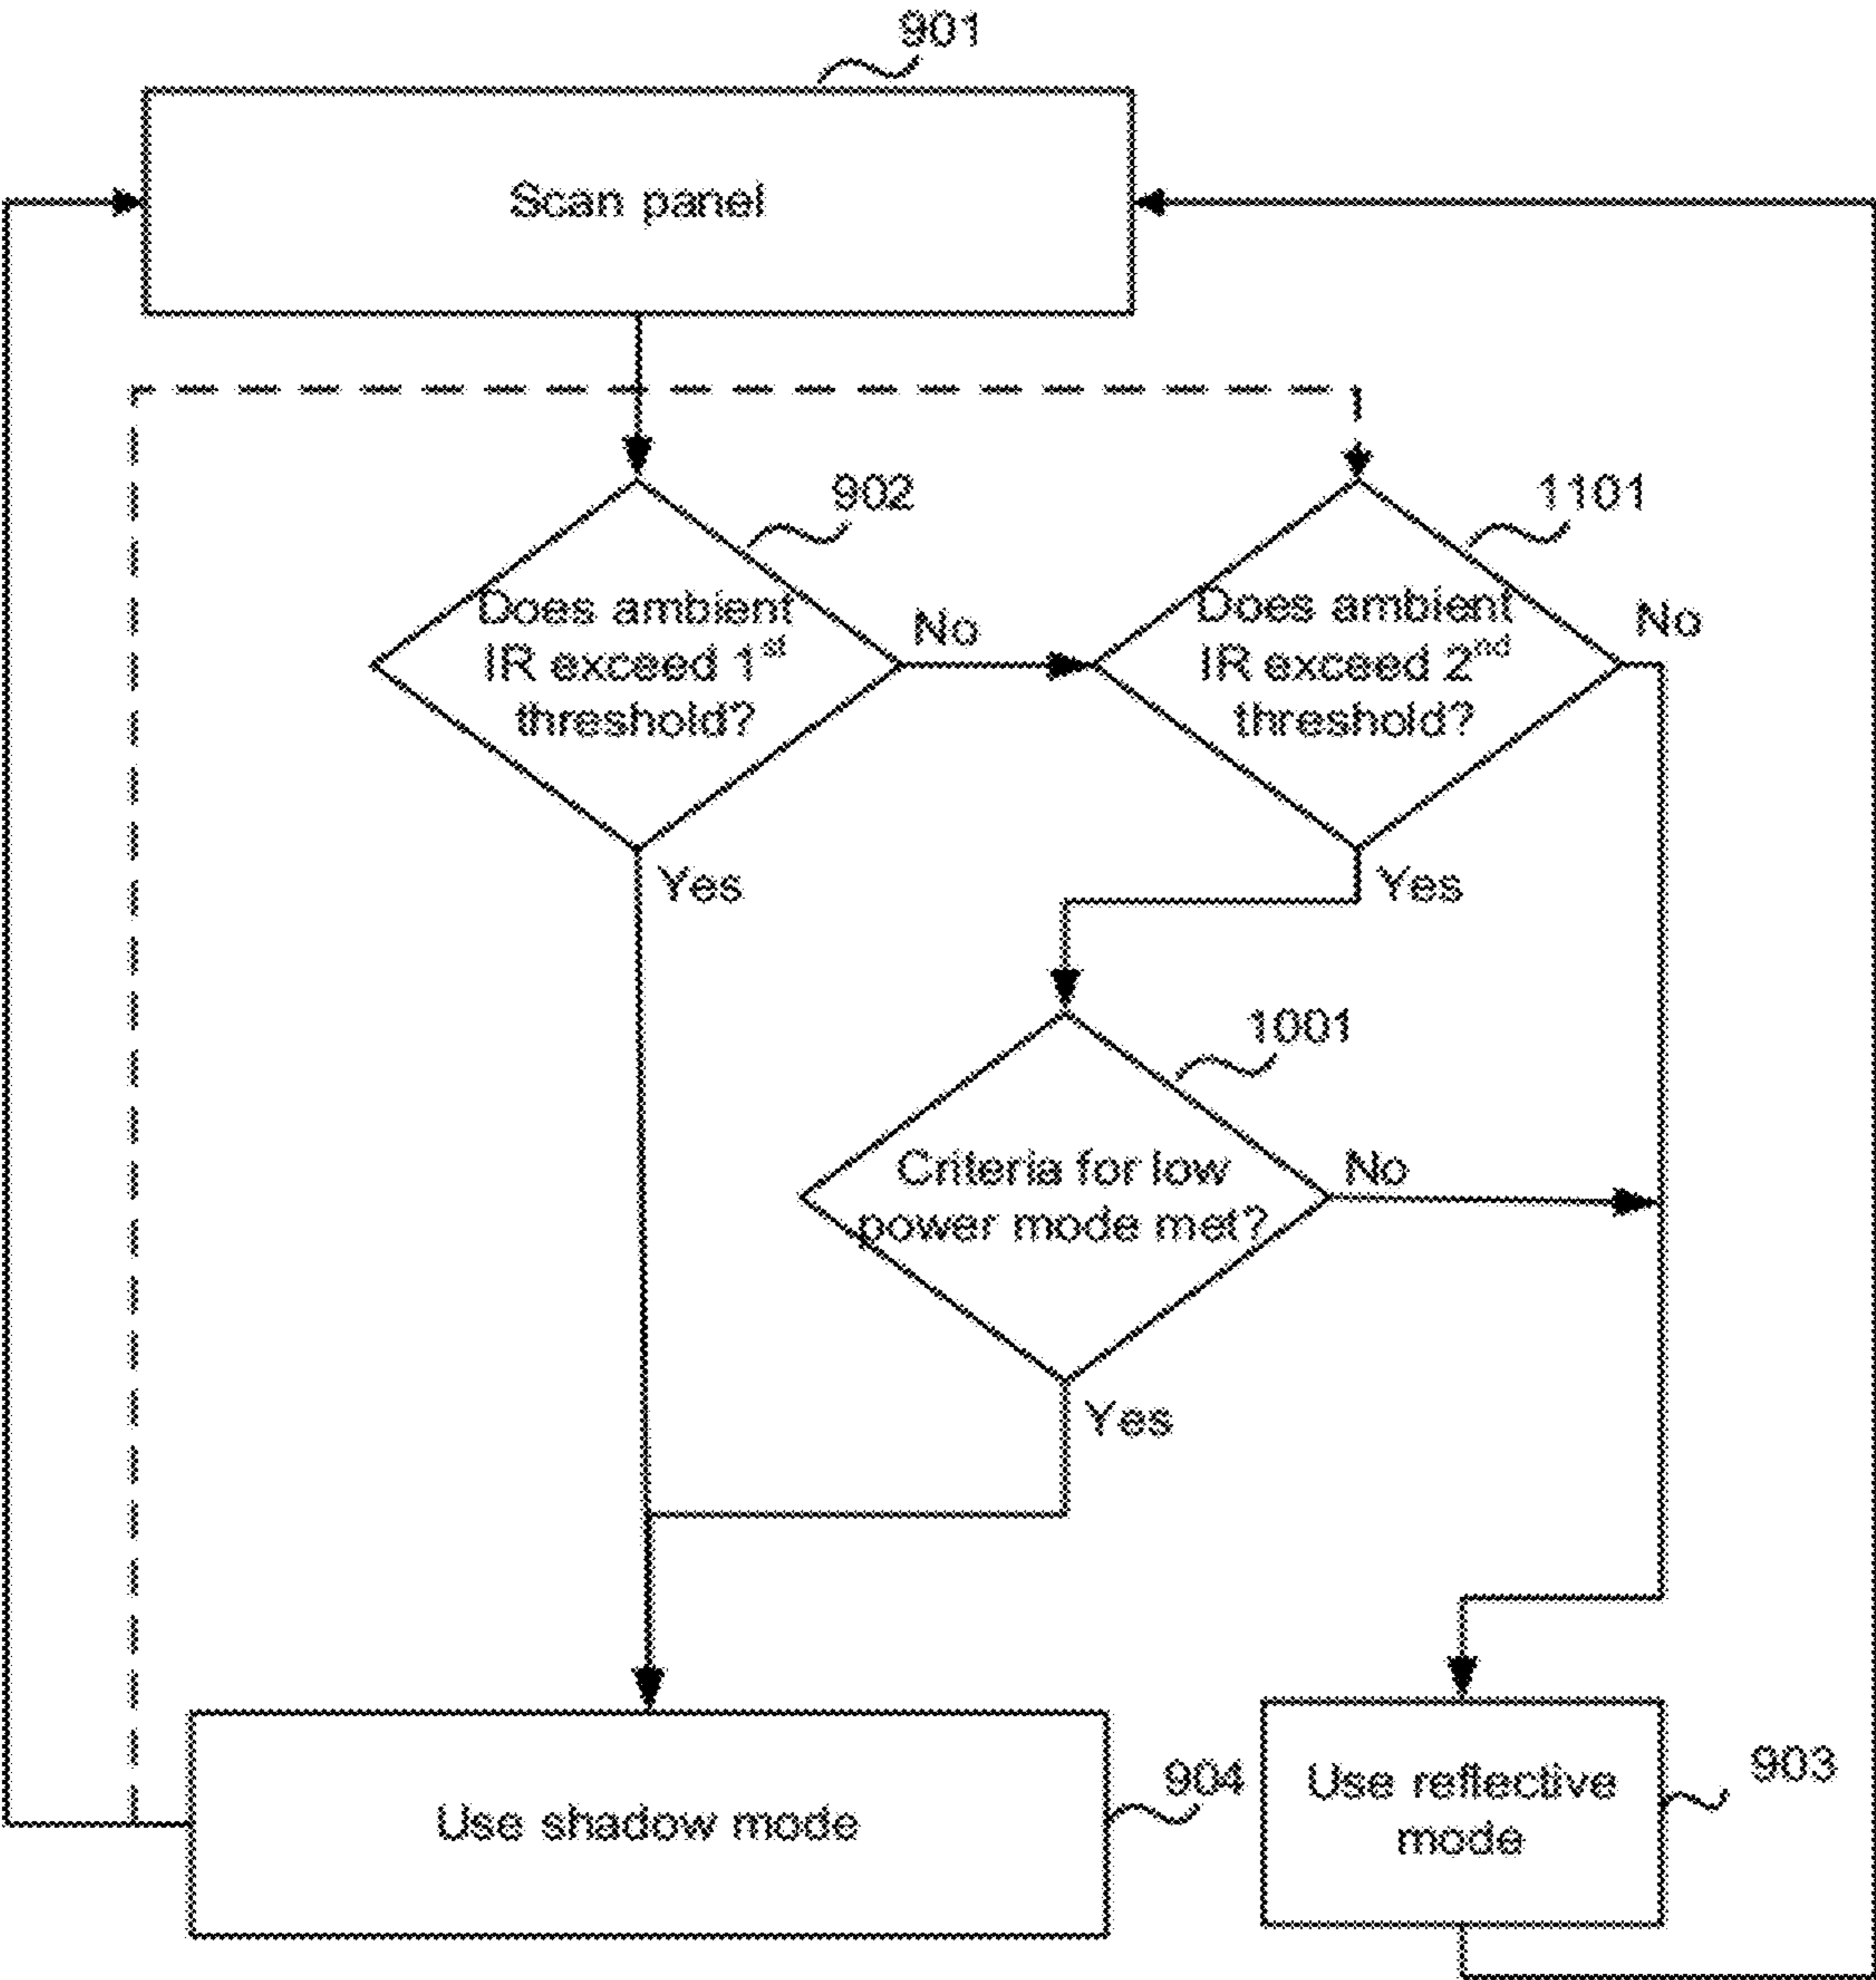 901
Scan panel
902
1101
Does ambient
IR exceed 1st
threshold?
No
Does ambient
IR exceed 2nd
threshold?
No
Yes
Yes
1001
Criteria for low
power mode met?
No
Yes
Use shadow mode
904
Use reflective
mode
903